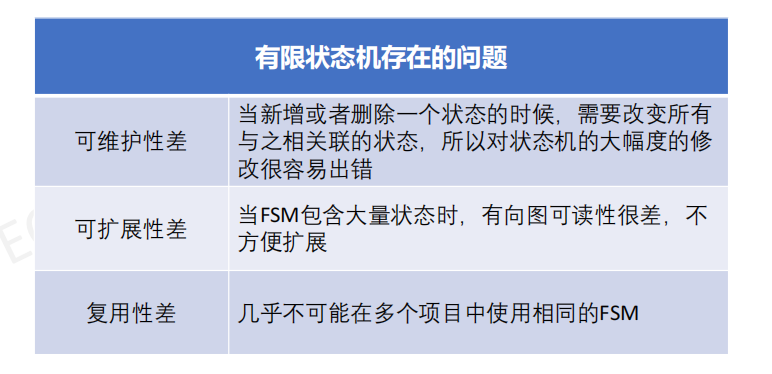 有限状态机存在的问题
可维护性差
当新增或者删除一个状态的时候，需要改变所有
与之相关联的状态，所以对状态机的大幅度的修
改很容易出错
可扩展性差
当FSM包含大量状态时，有向图可读性很差，不
方便扩展
复用性差
几乎不可能在多个项目中使用相同的FSM